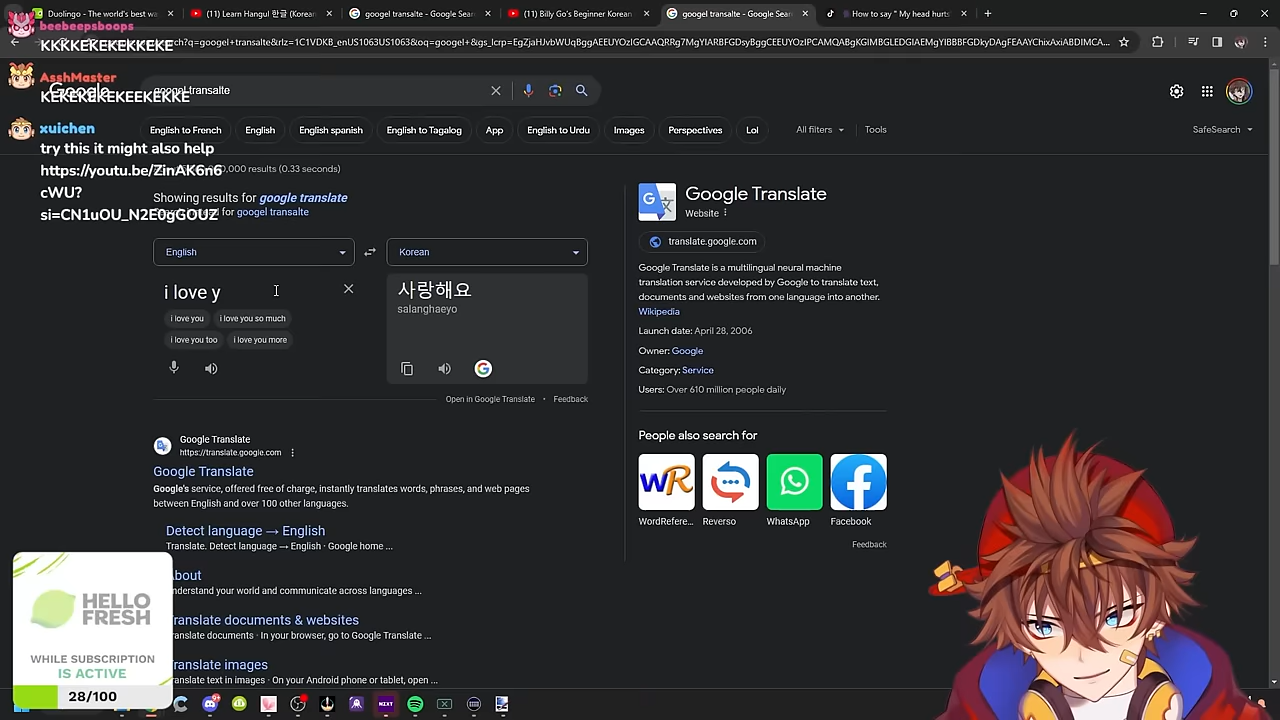 Duolingo - The world's best wa
(11) Learn Hangul 한글 (Korean
googel transalte - Google Sear
(11) Billy Go's Beginner Korean
googel transalte - Google Sear
How to say " My head hurts
beebeepsboops
KKKKEKEKEKKEKE
AsshMaster
KEKEKEKEKEEKEKKE
Google
googel transalte
xuichen
try this it might also help
https://youtu.be/ZinAK6n6
cWU?
English to French
English
English spanish
English to Tagalog
App
English to Urdu
Images
Perspectives
Lol
All filters
Tools
SafeSearch
results (0.33 seconds)
Showing results for google translate
for googel transalte
English
Korean
i love y
사랑해요
salanghaeyo
i love you
i love you so much
i love you too
i love you more
Open in Google Translate • Feedback
Google Translate
https://translate.google.com
Google Translate
Google's service, offered free of charge, instantly translates words, phrases, and web pages
between English and over 100 other languages.
Detect language → English
Translate. Detect language → English · Google home ...
About
Understand your world and communicate across languages ...
Translate documents & websites
Translate documents · In your browser, go to Google Translate ...
Translate images
Translate text in images · On your Android phone or tablet, open ...
Google Translate
Website
translate.google.com
Google Translate is a multilingual neural machine
translation service developed by Google to translate text,
documents and websites from one language into another.
Wikipedia
Launch date: April 28, 2006
Owner: Google
Category: Service
Users: Over 610 million people daily
People also search for
WordRefere...
Reverso
WhatsApp
Facebook
Feedback
HELLO
FRESH
WHILE SUBSCRIPTION
IS ACTIVE
28/100